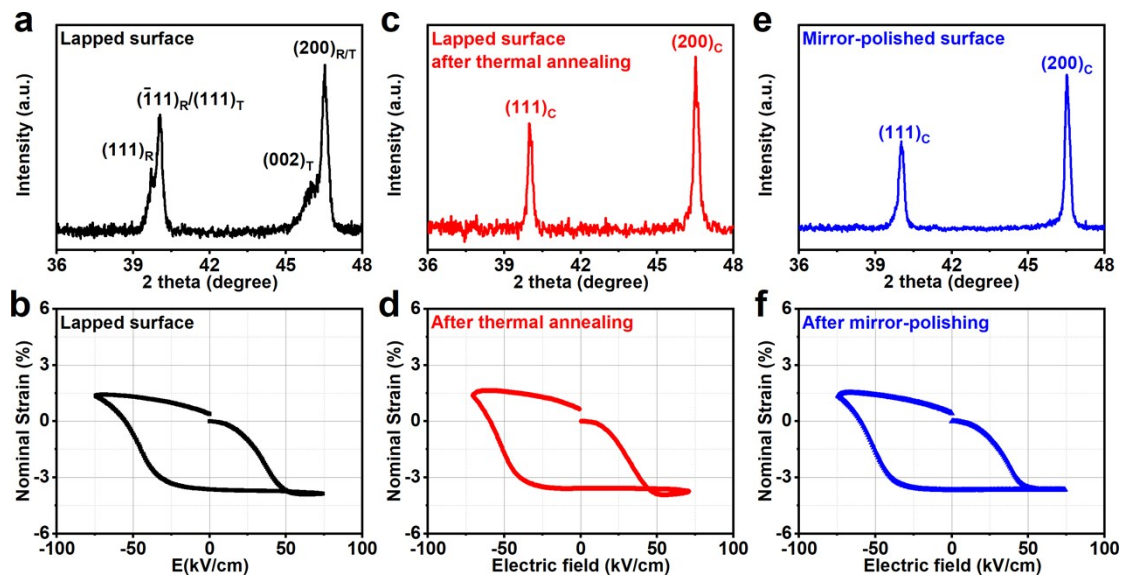 a
Lapped surface
(200)R/T
(1̄11)R/(111)T
(111)R
(002)T
Intensity (a.u.)
36 39 42 45 48
2 theta (degree)
c
Lapped surface
after thermal annealing
(200)C
(111)C
Intensity (a.u.)
36 39 42 45 48
2 theta (degree)
e
Mirror-polished surface
(200)C
(111)C
Intensity (a.u.)
36 39 42 45 48
2 theta (degree)
b
Lapped surface
Nominal Strain (%)
6
3
0
-3
-6
-100 -75 -50 -25 0 25 50 75 100
E(kV/cm)
d
After thermal annealing
Nominal Strain (%)
6
3
0
-3
-6
-100 -50 0 50 100
Electric field (kV/cm)
f
After mirror-polishing
Nominal Strain (%)
6
3
0
-3
-6
-100 -50 0 50 100
Electric field (kV/cm)